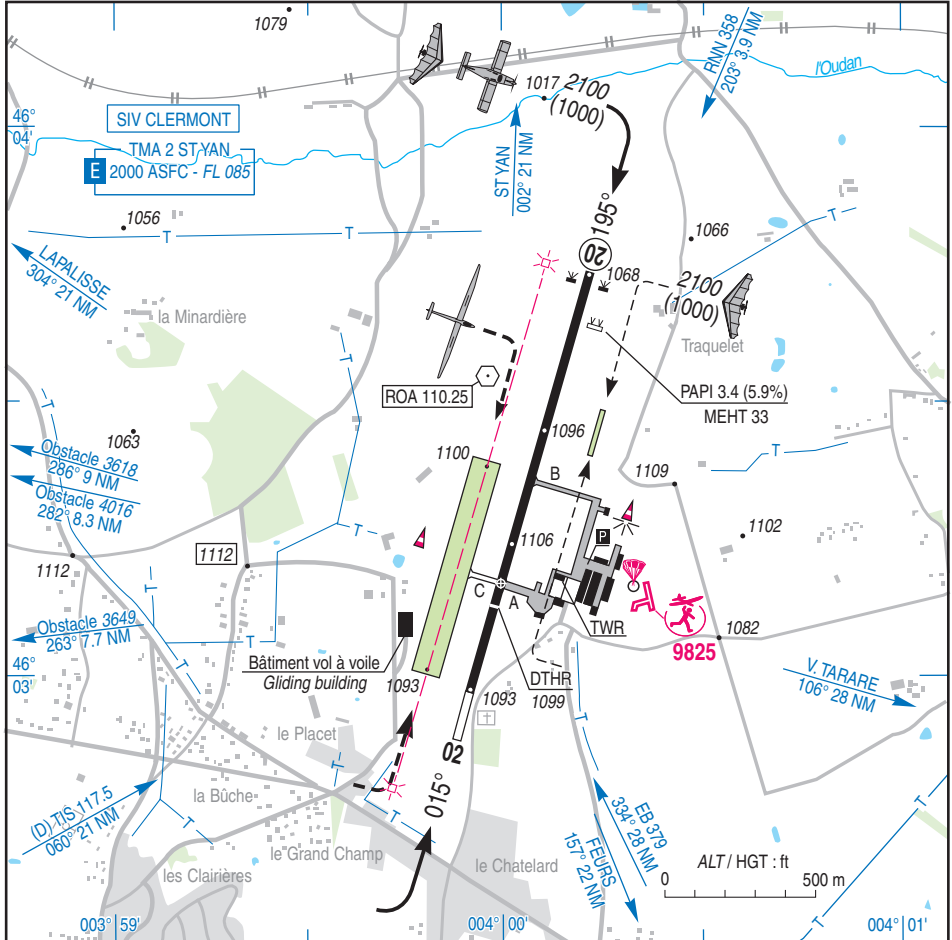 1079
RNN 358
203° 3.9 NM
l'Oudan
1017
2100
(1000)
46°
04'
SIV CLERMONT
TMA 2 ST YAN
E
2000 ASFC - FL 085
ST YAN
002° 21 NM
195°
1056
T
T
T
1066
LAPALISSE
304° 21 NM
20
1068
2100
(1000)
la Minardière
Traquelet
T
ROA 110.25
PAPI 3.4 (5.9%)
MEHT 33
T
1063
1096
Obstacle 3618
286° 9 NM
1100
T
B
1109
Obstacle 4016
282° 8.3 NM
T
1106
P
1102
1112
1112
T
C
A
Obstacle 3649
263° 7.7 NM
T
TWR
1082
9825
46°
03'
Bâtiment vol à voile
Gliding building
T
1093
DTHR
1099
1093
V. TARARE
106° 28 NM
le Placet
02
T
T
la Bûche
015°
(D) TIS 117.5
060° 21 NM
T
T
EB 379
334° 28 NM
FEURS
157° 22 NM
T
le Grand Champ
le Chatelard
ALT / HGT : ft
les Clairières
0
500 m
T
003° 59'
004° 00'
004° 01'